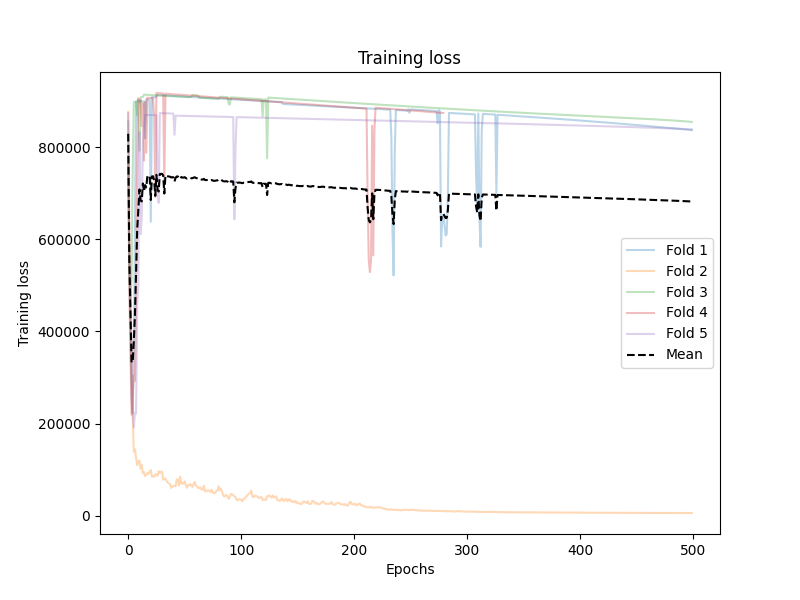 Training loss
Training loss
800000
600000
400000
200000
0
Fold 1
Fold 2
Fold 3
Fold 4
Fold 5
Mean
0
100
200
300
400
500
Epochs